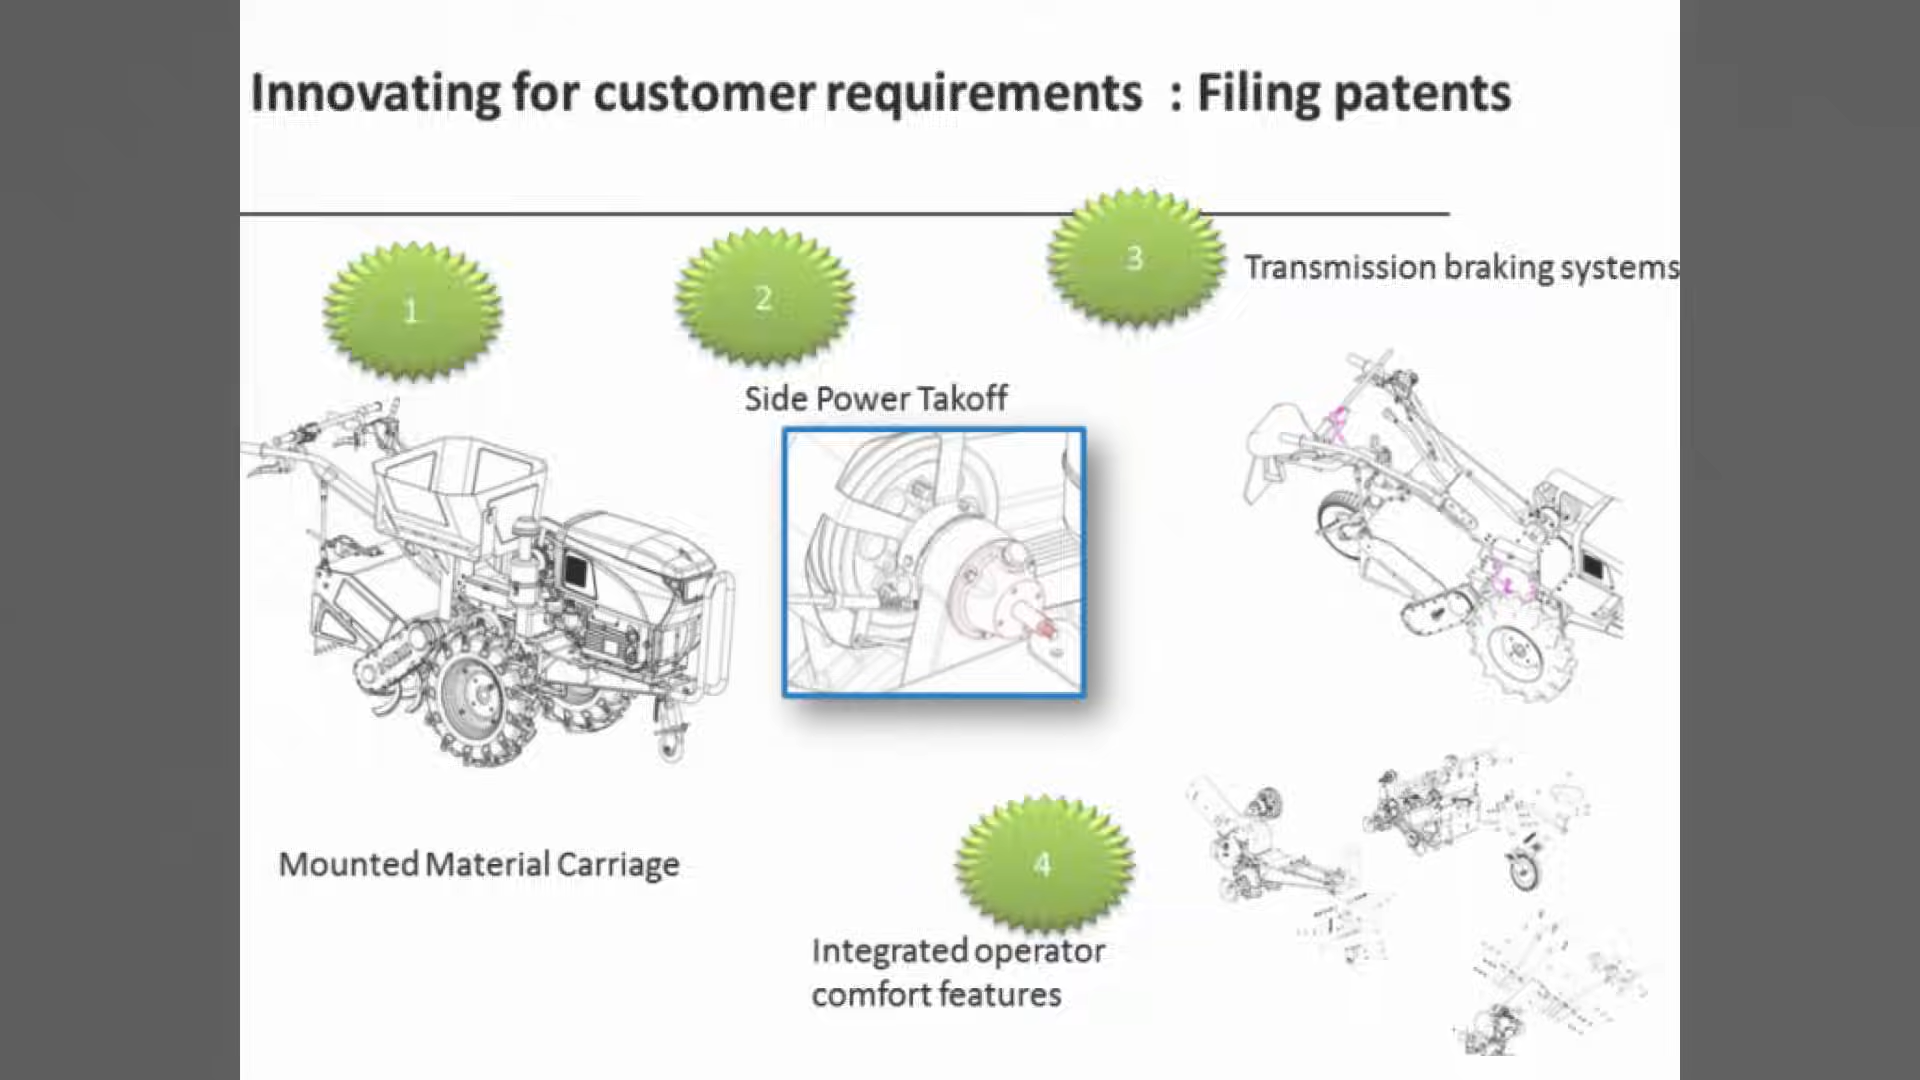 Innovating for customer requirements : Filing patents
1
2
3
Transmission braking systems
Side Power Takoff
Mounted Material Carriage
4
Integrated operator
comfort features